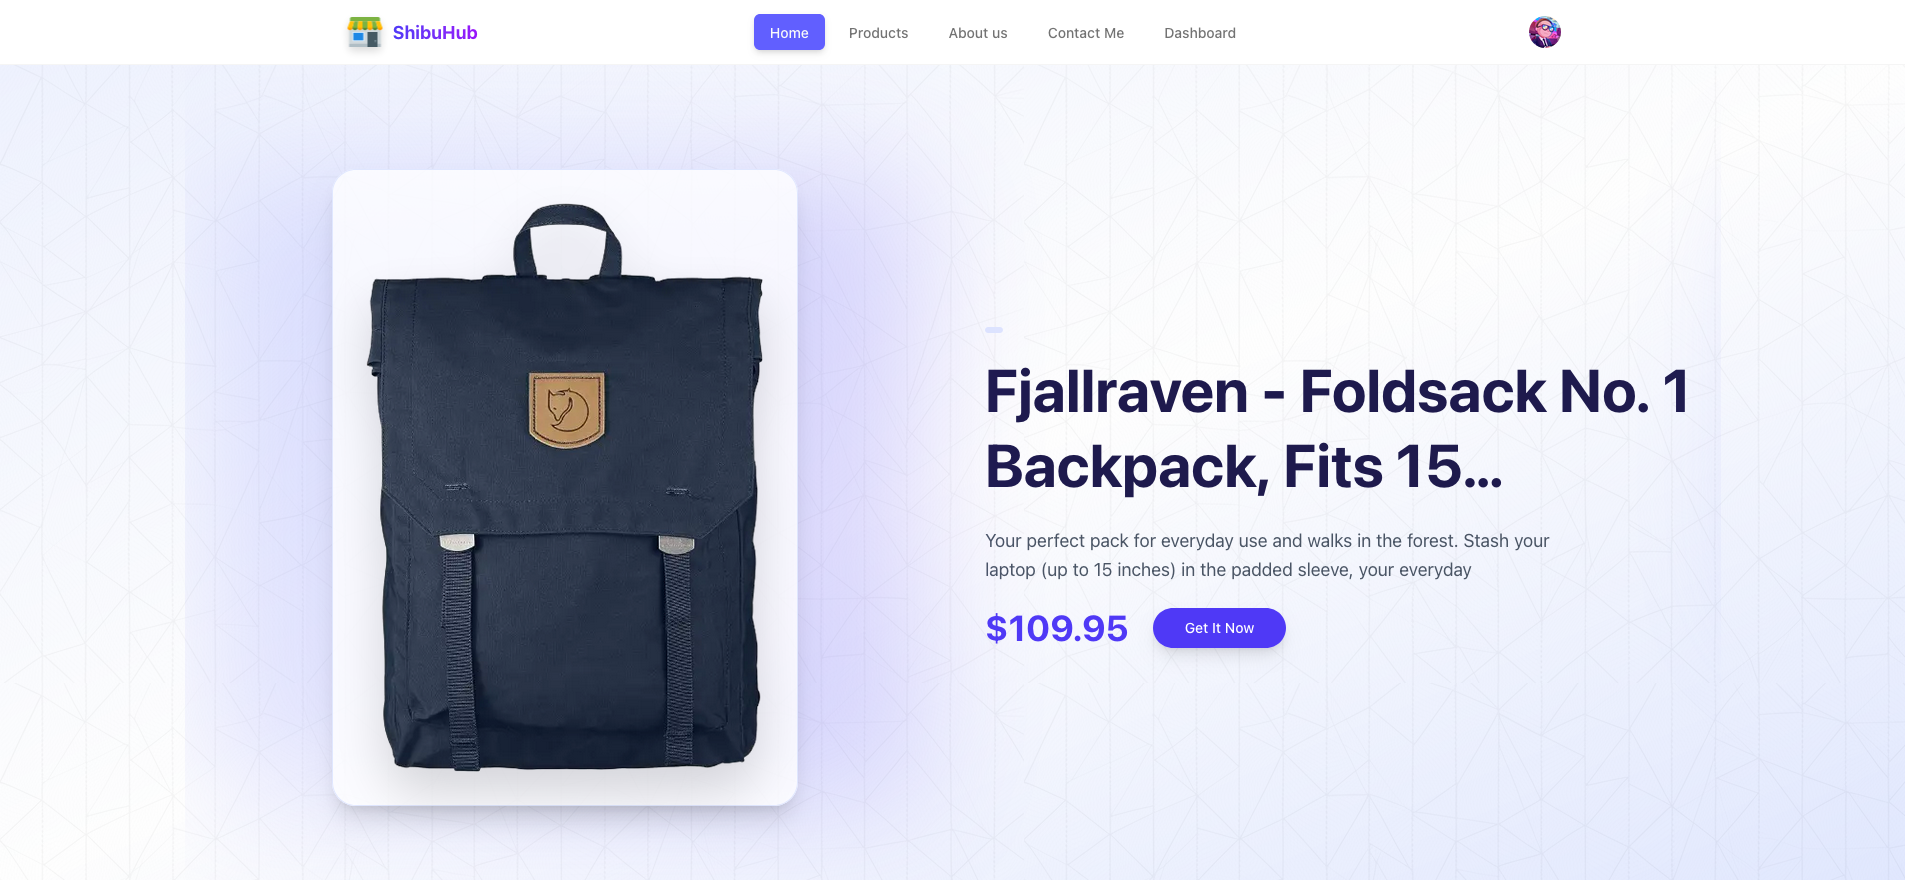 ShibuHub
Home
Products
About us
Contact Me
Dashboard
Fjallraven - Foldsack No. 1
Backpack, Fits 15...
Your perfect pack for everyday use and walks in the forest. Stash your
laptop (up to 15 inches) in the padded sleeve, your everyday
$109.95
Get It Now